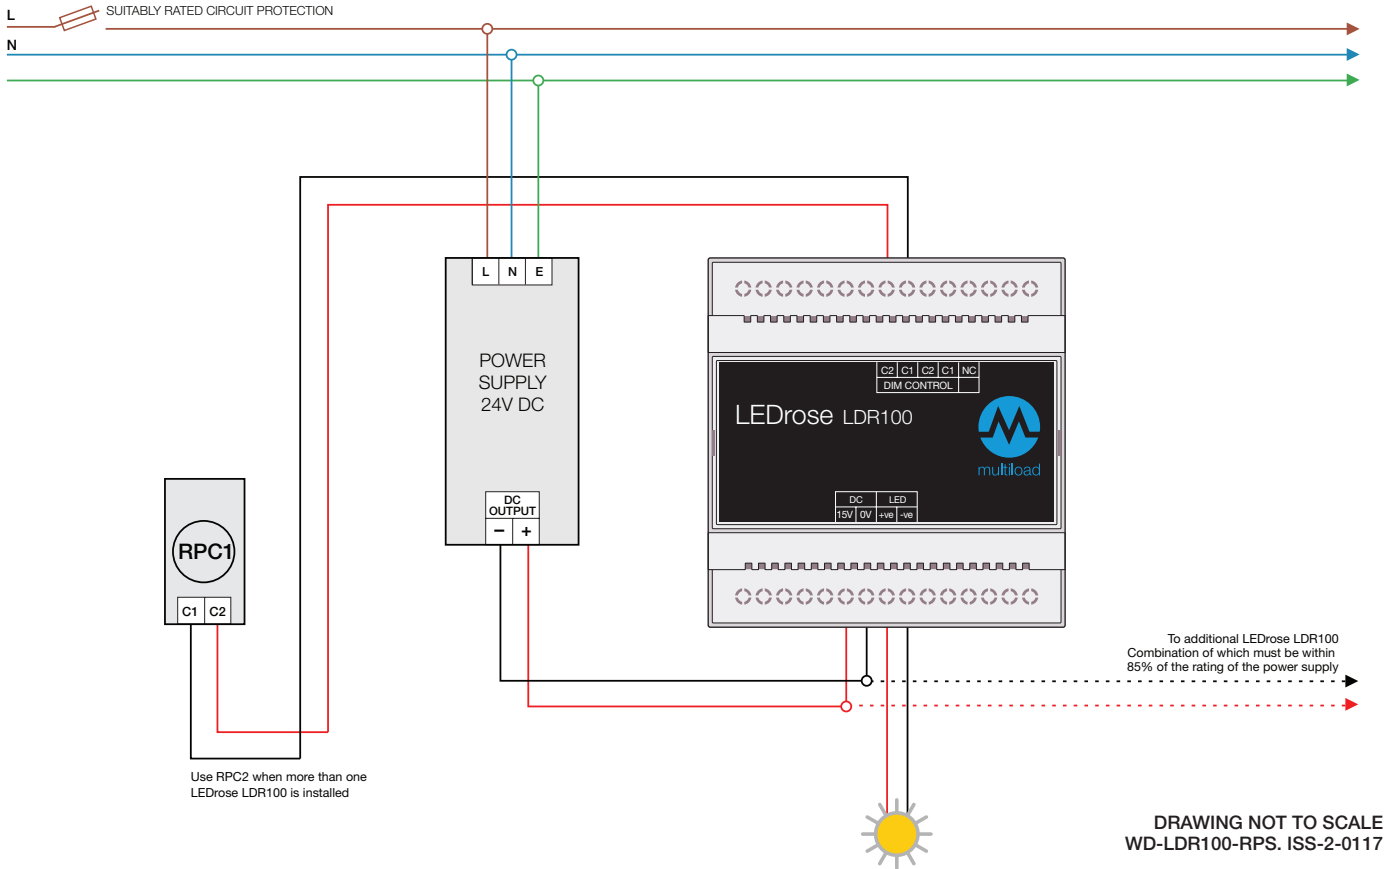 L
SUITABLY RATED CIRCUIT PROTECTION
N
L N E
POWER
SUPPLY
24V DC
DC
OUTPUT
− +
RPC1
C1 C2
Use RPC2 when more than one
LEDrose LDR100 is installed
C2 C1 C2 C1 NC
DIM CONTROL
LEDrose LDR100
multiload
DC LED
15V 0V +ve -ve
To additional LEDrose LDR100
Combination of which must be within
85% of the rating of the power supply
DRAWING NOT TO SCALE
WD-LDR100-RPS. ISS-2-0117